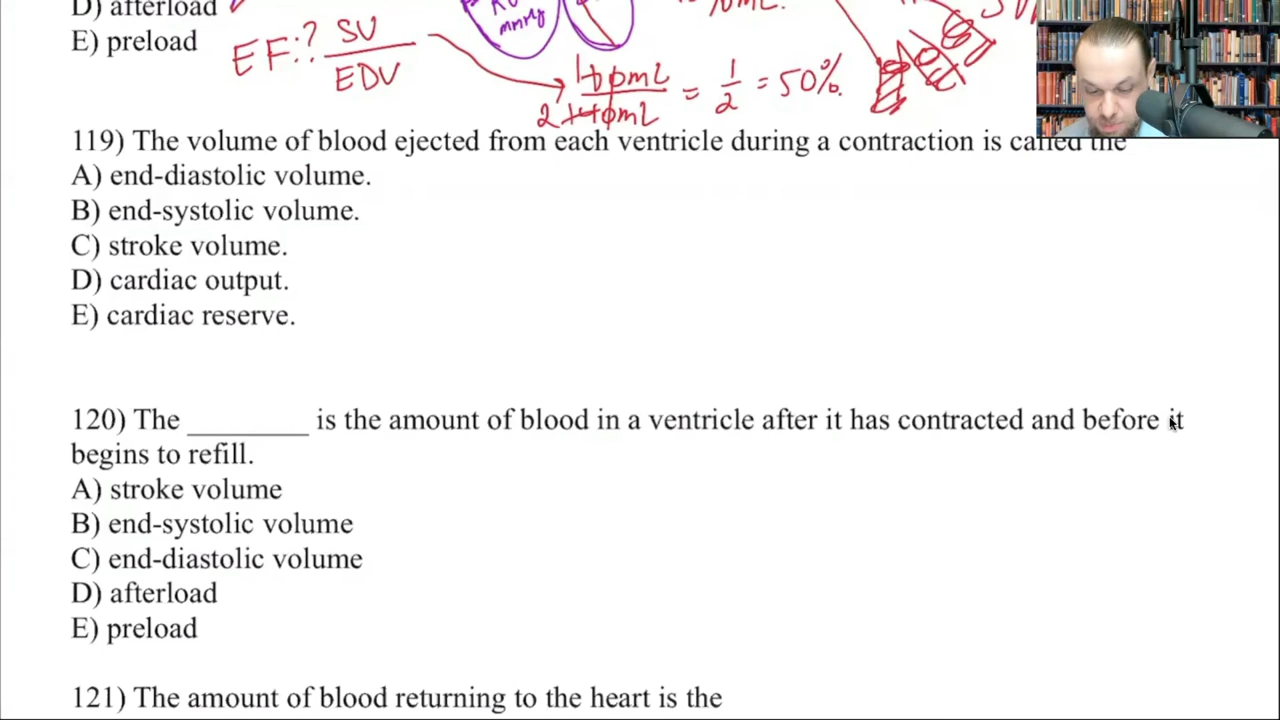 D) afterload
E) preload
EF:? SV
EDV
mmHg
mL
= 1/2 = 50%
119) The volume of blood ejected from each ventricle during a contraction is called the
A) end-diastolic volume.
B) end-systolic volume.
C) stroke volume.
D) cardiac output.
E) cardiac reserve.
120) The _________ is the amount of blood in a ventricle after it has contracted and before it
begins to refill.
A) stroke volume
B) end-systolic volume
C) end-diastolic volume
D) afterload
E) preload
121) The amount of blood returning to the heart is the